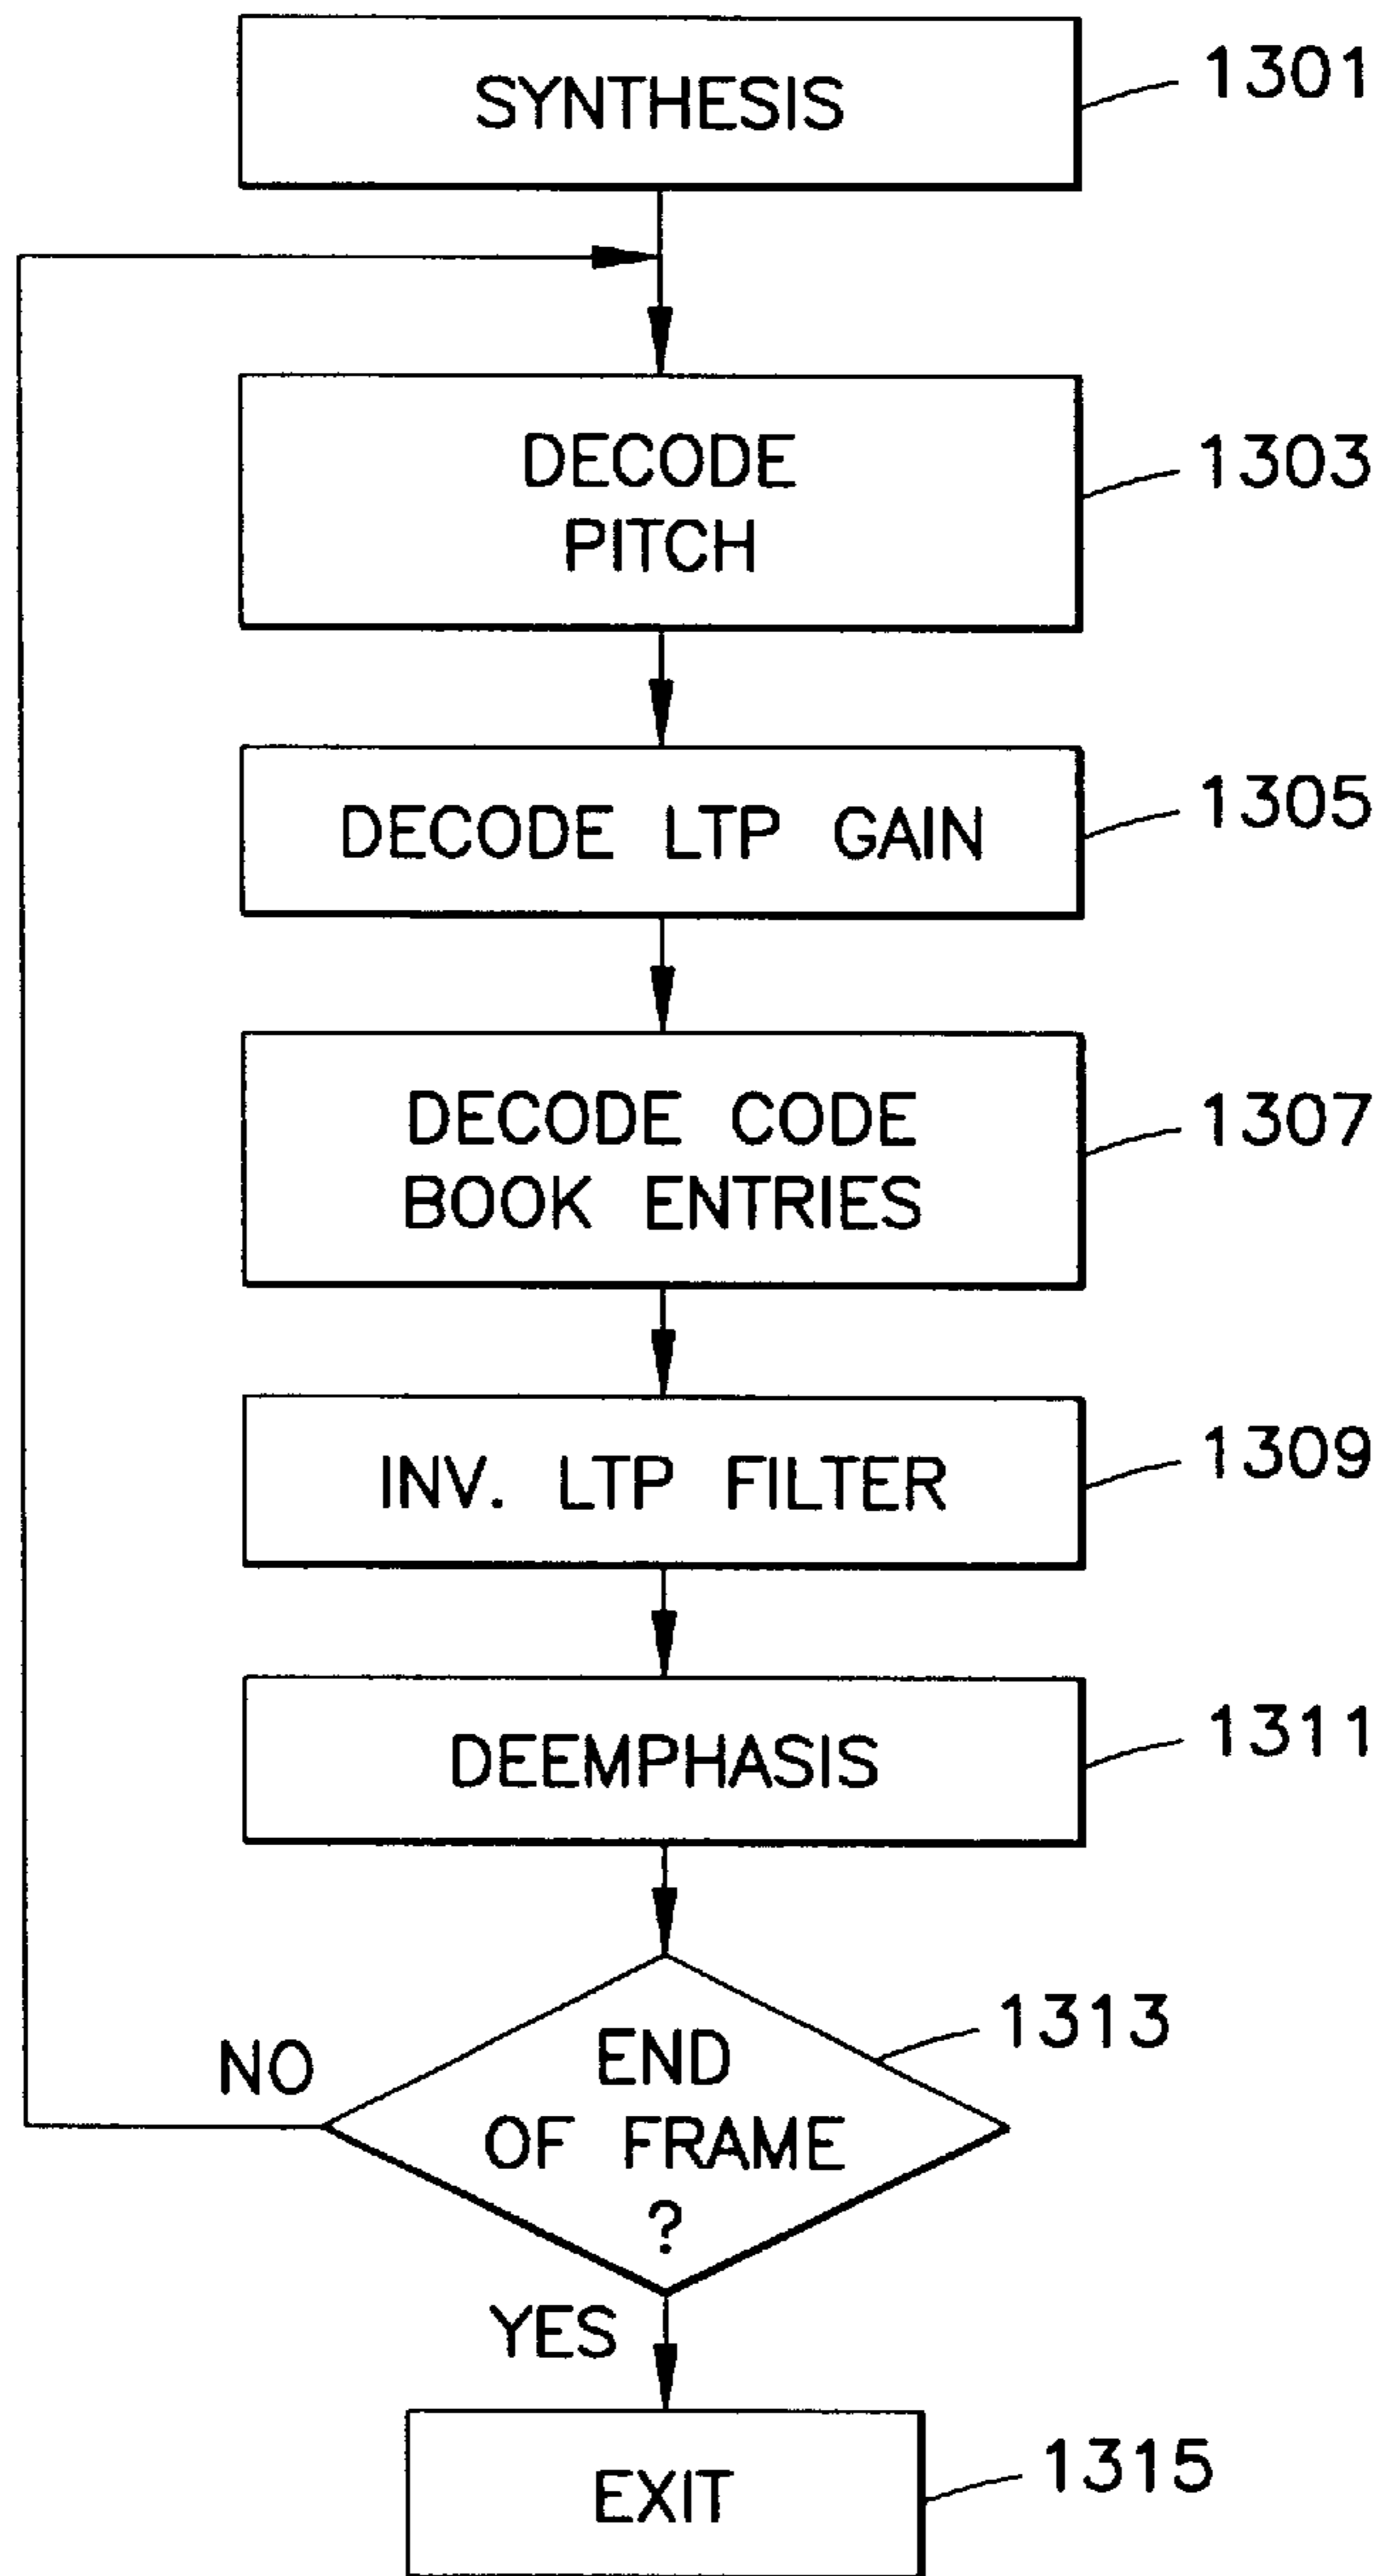 SYNTHESIS
1301
DECODE
PITCH
1303
DECODE LTP GAIN
1305
DECODE CODE
BOOK ENTRIES
1307
INV. LTP FILTER
1309
DEEMPHASIS
1311
END
OF FRAME
?
1313
NO
YES
EXIT
1315